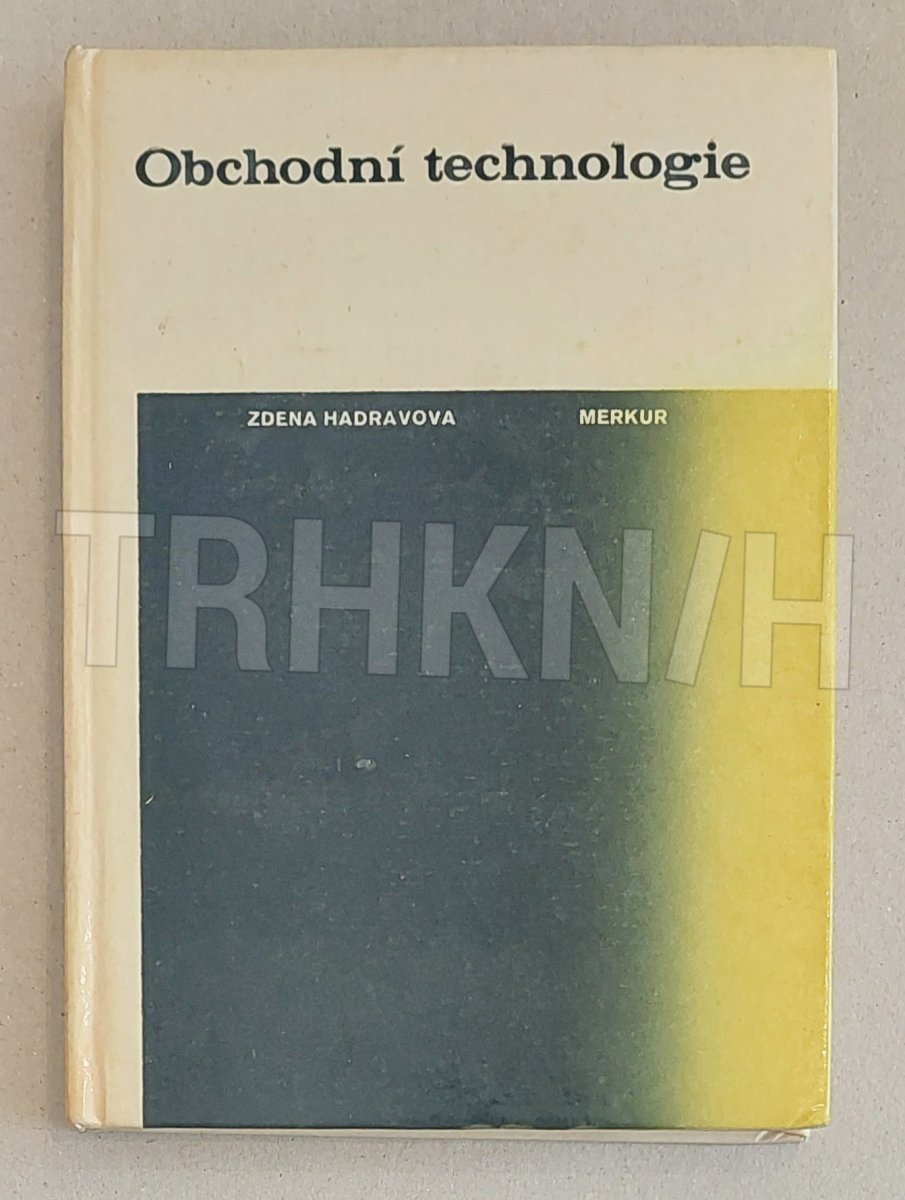 Obchodní technologie
ZDENA HADRAVOVA MERKUR
TRHKN/H